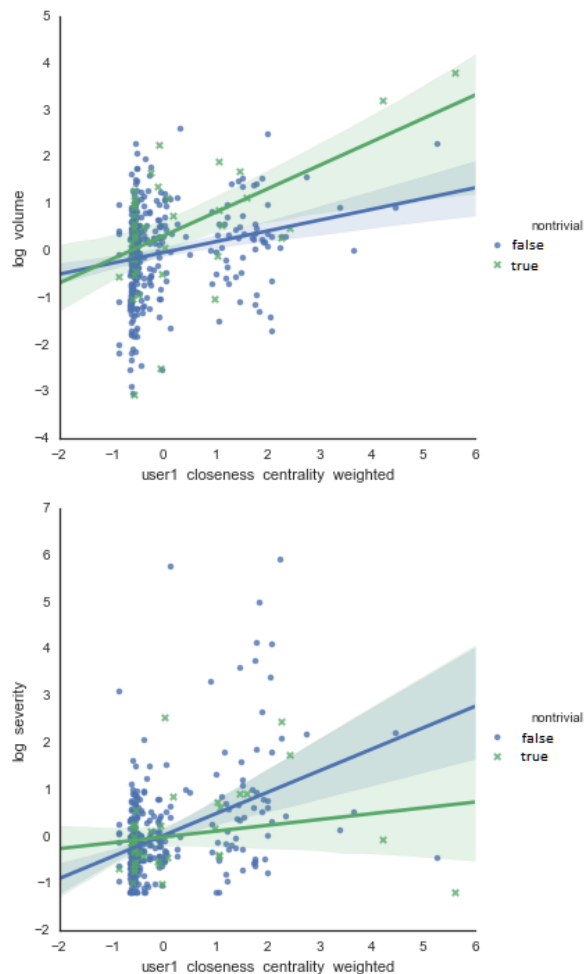 5
4
3
2
1
0
−1
−2
−3
−4
log volume
−2 −1 0 1 2 3 4 5 6
user1 closeness centrality weighted
nontrivial
false
true
7
6
5
4
3
2
1
0
−1
−2
log severity
−2 −1 0 1 2 3 4 5 6
user1 closeness centrality weighted
nontrivial
false
true